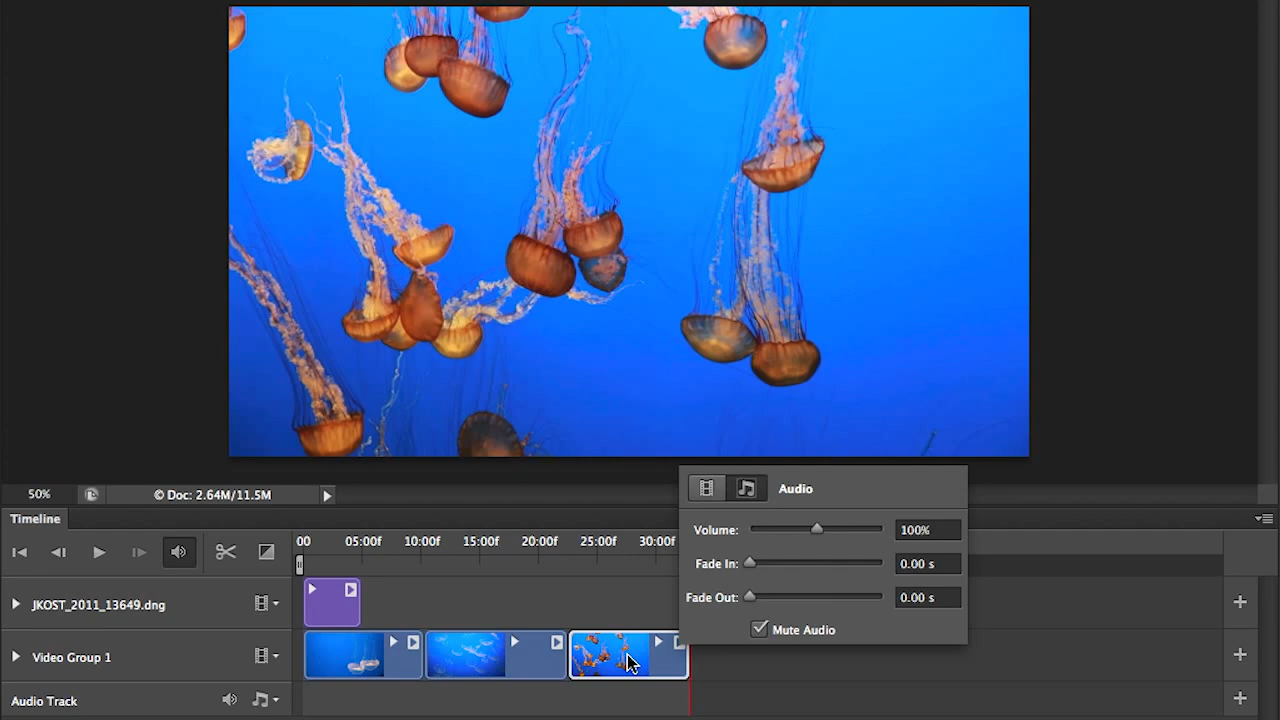 50%
© Doc: 2.64M/11.5M
Audio
Volume:
100%
Fade In:
0.00 s
Fade Out:
0.00 s
Mute Audio
Timeline
00 05:00f 10:00f 15:00f 20:00f 25:00f 30:00f
JKOST_2011_13649.dng
Video Group 1
Audio Track